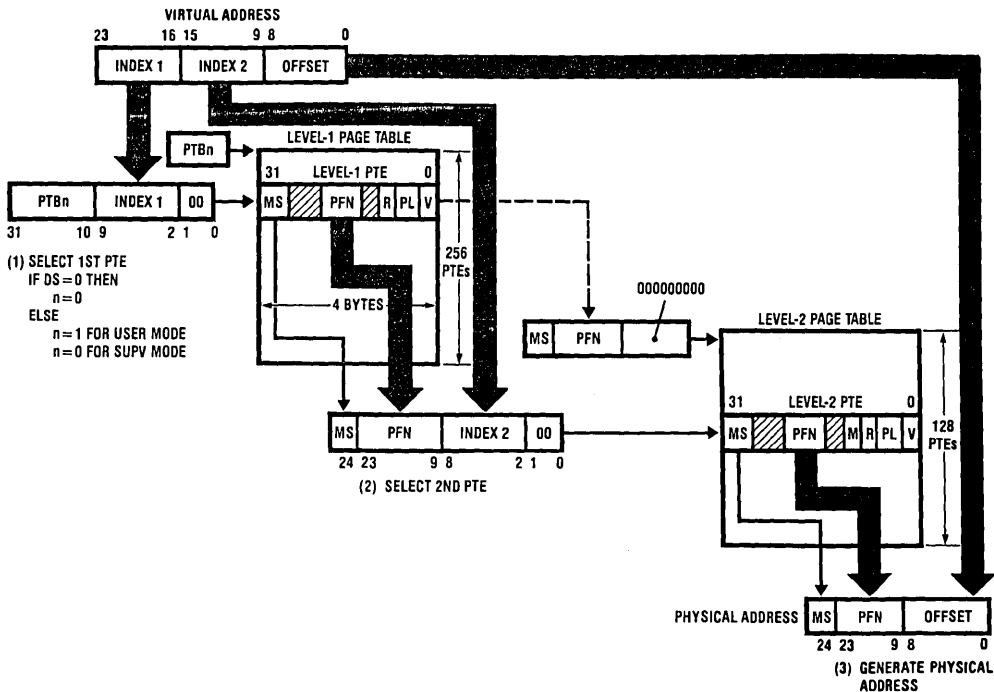 VIRTUAL ADDRESS
23 16 15 9 8 0
INDEX 1 INDEX 2 OFFSET
PTBn
LEVEL-1 PAGE TABLE
31 LEVEL-1 PTE 0
MS PFN R PL V
PTBn INDEX 1 00
31 10 9 2 1 0
(1) SELECT 1ST PTE
IF DS=0 THEN
n=0
ELSE
n=1 FOR USER MODE
n=0 FOR SUPV MODE
256
PTEs
4 BYTES
000000000
MS PFN
LEVEL-2 PAGE TABLE
31 LEVEL-2 PTE 0
MS PFN M R PL V
128
PTEs
MS PFN INDEX 2 00
24 23 9 8 2 1 0
(2) SELECT 2ND PTE
PHYSICAL ADDRESS MS PFN OFFSET
24 23 9 8 0
(3) GENERATE PHYSICAL
ADDRESS